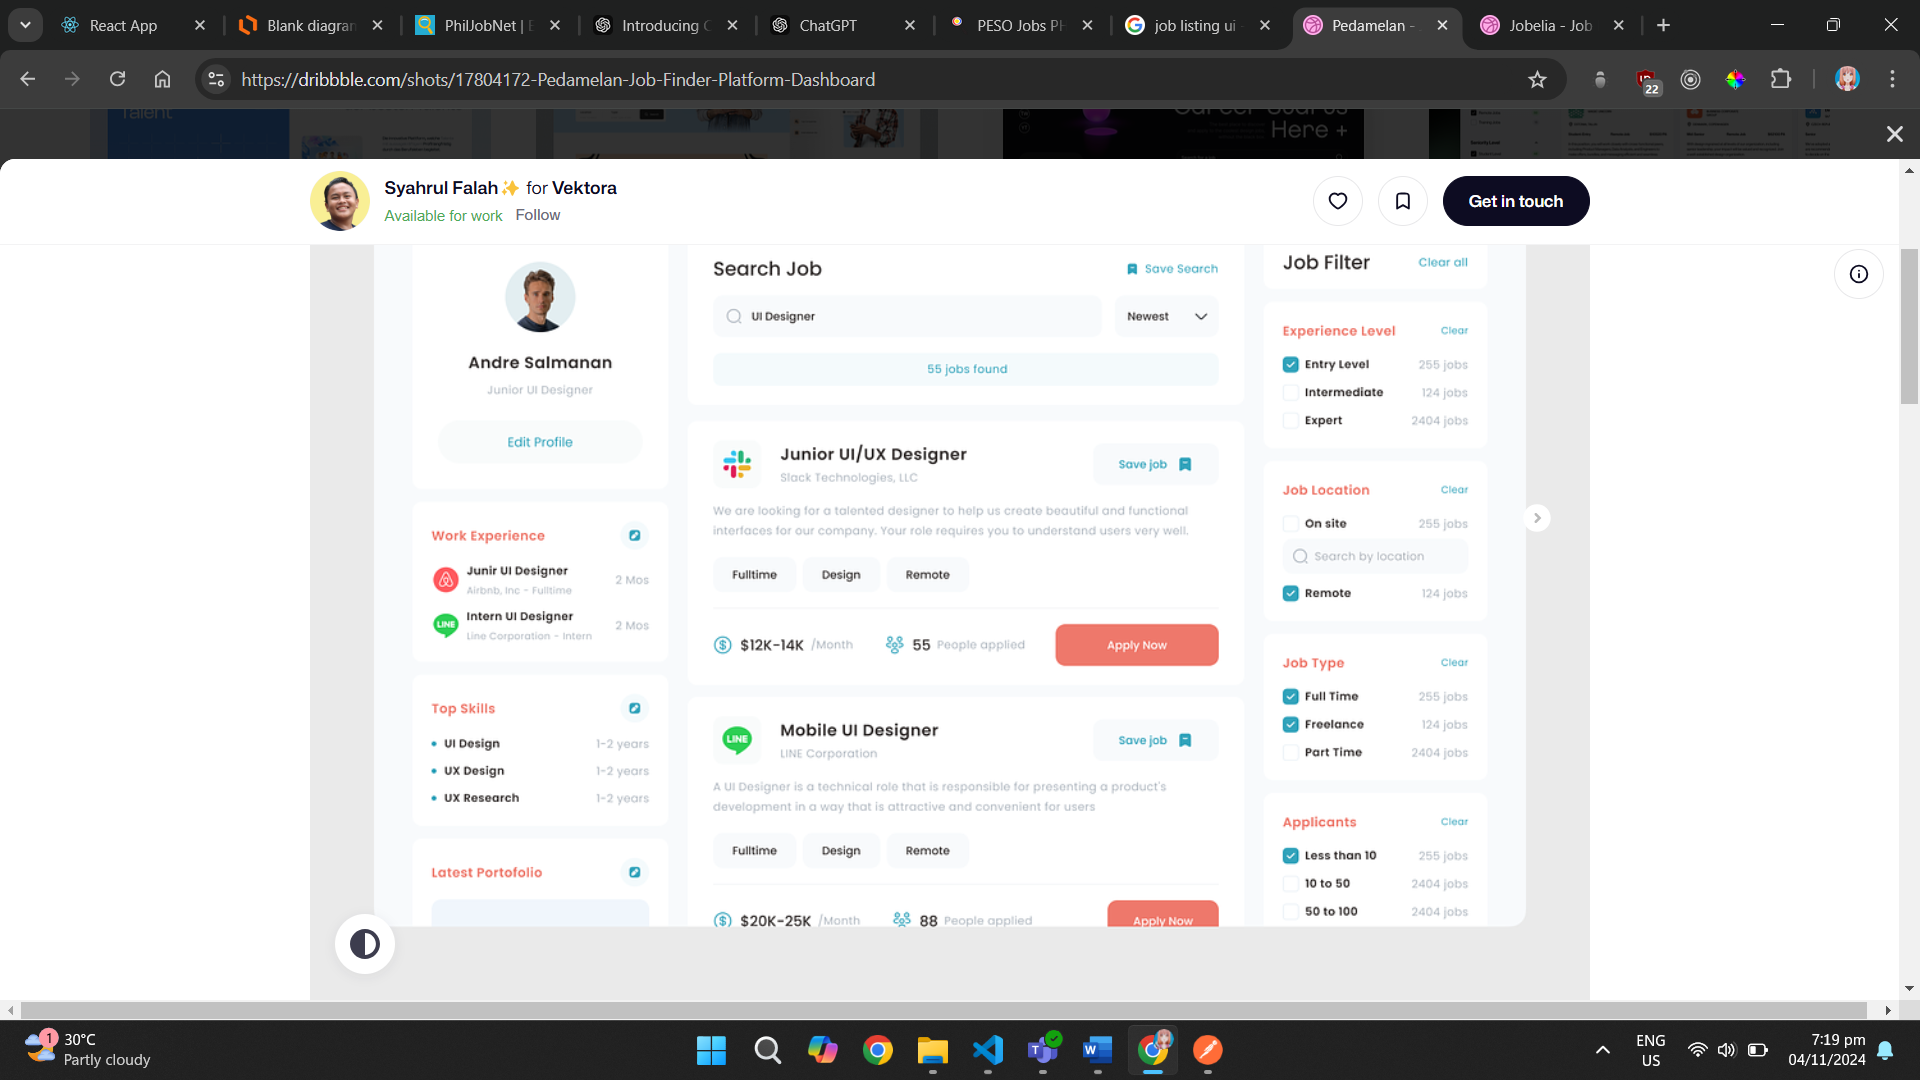 React App
Blank diagran
PhilJobNet | E
Introducing C
ChatGPT
PESO Jobs PH
job listing ui
Pedamelan -
Jobelia - Job
https://dribbble.com/shots/17804172-Pedamelan-Job-Finder-Platform-Dashboard
22
Talent
Here +
Syahrul Falah✨ for Vektora
Available for work Follow
Get in touch
Andre Salmanan
Junior UI Designer
Edit Profile
Work Experience
Junir UI Designer
Airbnb, Inc - Fulltime
2 Mos
LINE
Intern UI Designer
Line Corporation - Intern
2 Mos
Top Skills
UI Design 1-2 years
UX Design 1-2 years
UX Research 1-2 years
Latest Portofolio
Search Job
Save Search
UI Designer
Newest
55 jobs found
Junior UI/UX Designer
Slack Technologies, LLC
Save job
We are looking for a talented designer to help us create beautiful and functional
interfaces for our company. Your role requires you to understand users very well.
Fulltime Design Remote
$12K-14K /Month 55 People applied Apply Now
LINE
Mobile UI Designer
LINE Corporation
Save job
A UI Designer is a technical role that is responsible for presenting a product's
development in a way that is attractive and convenient for users
Fulltime Design Remote
$20K-25K /Month 88 People applied Apply Now
Job Filter Clear all
Experience Level Clear
Entry Level 255 jobs
Intermediate 124 jobs
Expert 2404 jobs
Job Location Clear
On site 255 jobs
Search by location
Remote 124 jobs
Job Type Clear
Full Time 255 jobs
Freelance 124 jobs
Part Time 2404 jobs
Applicants Clear
Less than 10 255 jobs
10 to 50 2404 jobs
50 to 100 2404 jobs
1
30°C
Partly cloudy
ENG
US
7:19 pm
04/11/2024